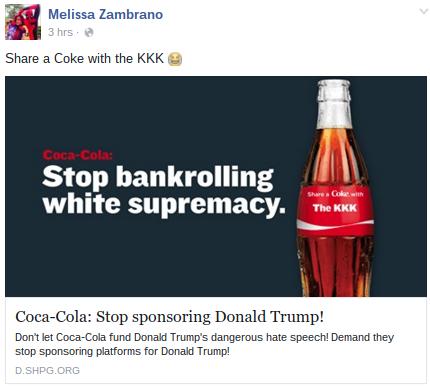 Melissa Zambrano
3 hrs ·
Share a Coke with the KKK
Coca-Cola:
Stop bankrolling
white supremacy.
Share a Coke with
The KKK
Coca-Cola: Stop sponsoring Donald Trump!
Don't let Coca-Cola fund Donald Trump's dangerous hate speech! Demand they
stop sponsoring platforms for Donald Trump!
D.SHPG.ORG